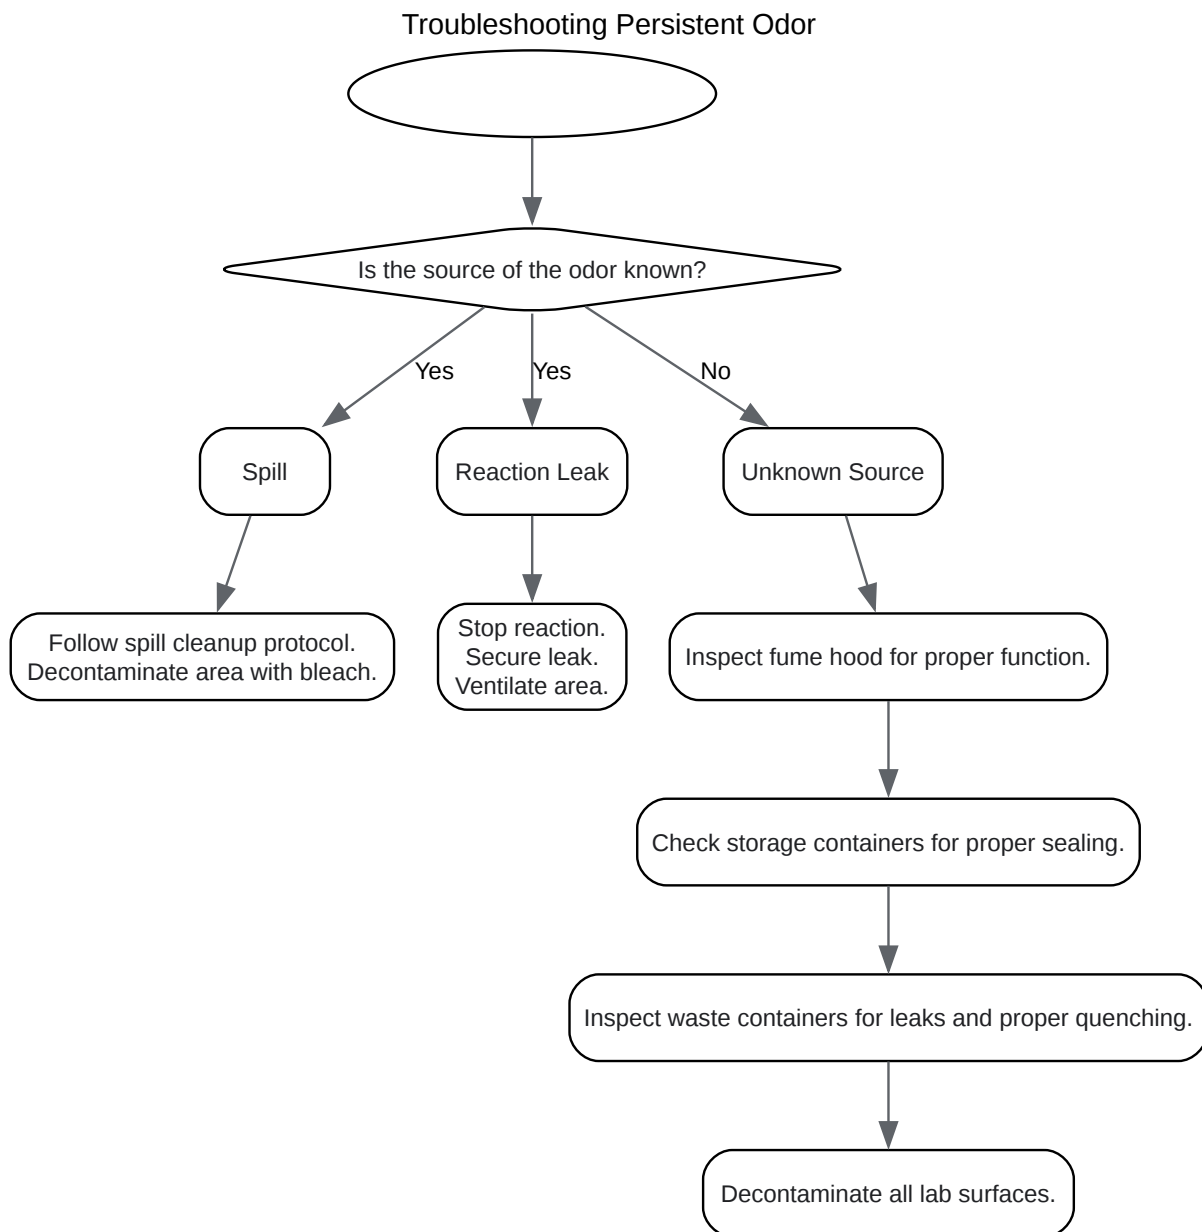 Troubleshooting Persistent Odor
Is the source of the odor known?
Yes
Yes
No
Spill
Reaction Leak
Unknown Source
Follow spill cleanup protocol.
Decontaminate area with bleach.
Stop reaction.
Secure leak.
Ventilate area.
Inspect fume hood for proper function.
Check storage containers for proper sealing.
Inspect waste containers for leaks and proper quenching.
Decontaminate all lab surfaces.